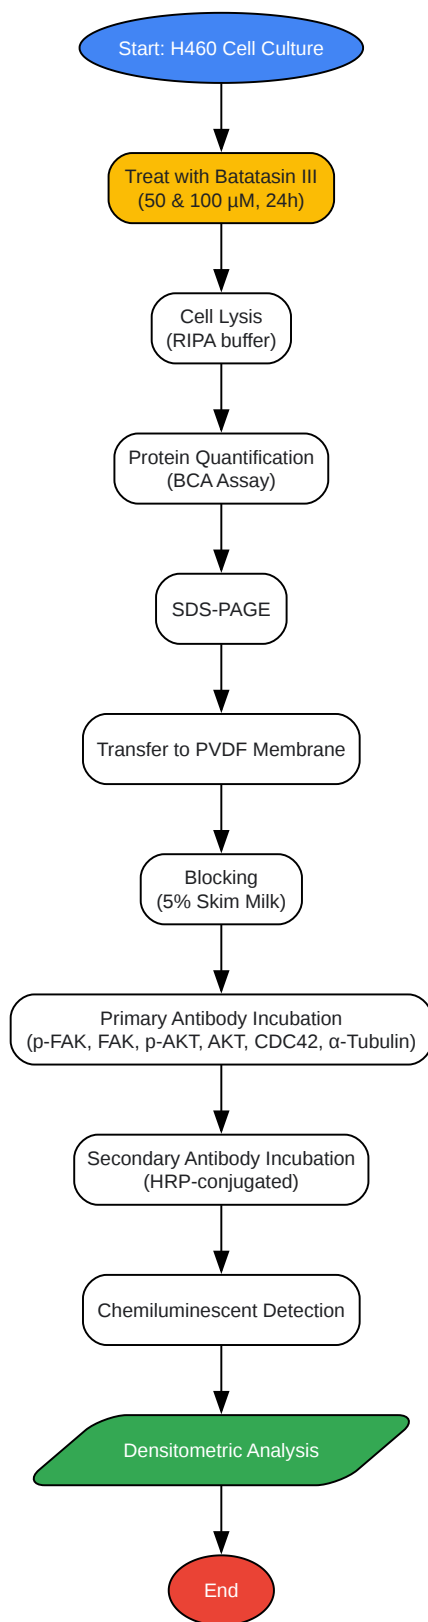 Start: H460 Cell Culture
Treat with Batatasin III
(50 & 100 µM, 24h)
Cell Lysis
(RIPA buffer)
Protein Quantification
(BCA Assay)
SDS-PAGE
Transfer to PVDF Membrane
Blocking
(5% Skim Milk)
Primary Antibody Incubation
(p-FAK, FAK, p-AKT, AKT, CDC42, α-Tubulin)
Secondary Antibody Incubation
(HRP-conjugated)
Chemiluminescent Detection
Densitometric Analysis
End